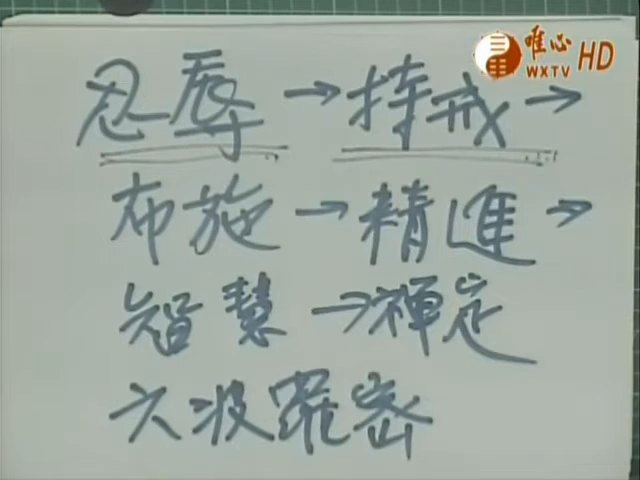 唯心
WXTV HD
忍辱→持戒→
布施→精進→
智慧→禪定
六波羅密